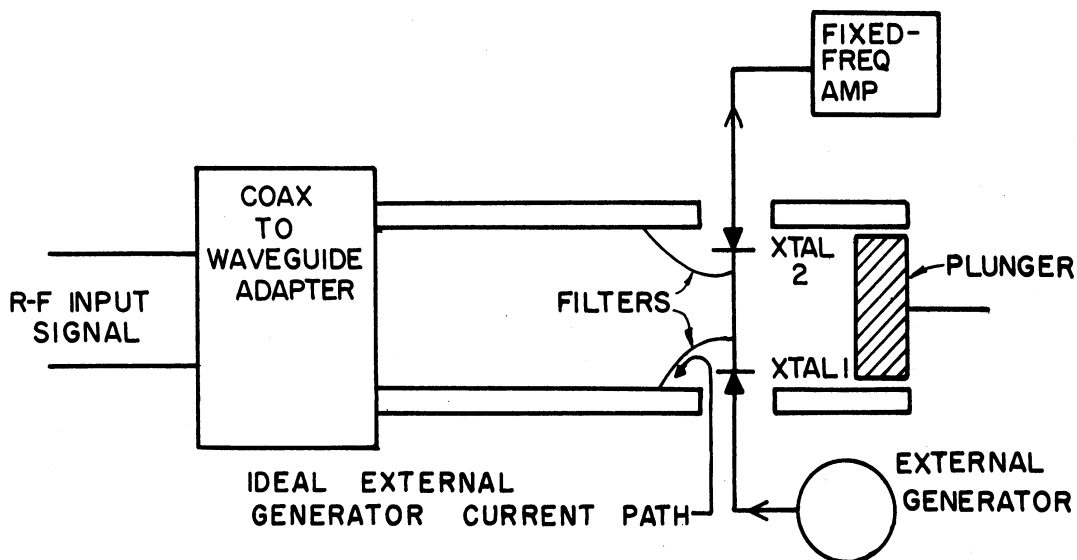 FIXED-
FREQ
AMP
COAX
TO
WAVEGUIDE
ADAPTER
R-F INPUT
SIGNAL
FILTERS
XTAL
2
PLUNGER
XTAL 1
IDEAL EXTERNAL
GENERATOR CURRENT PATH
EXTERNAL
GENERATOR